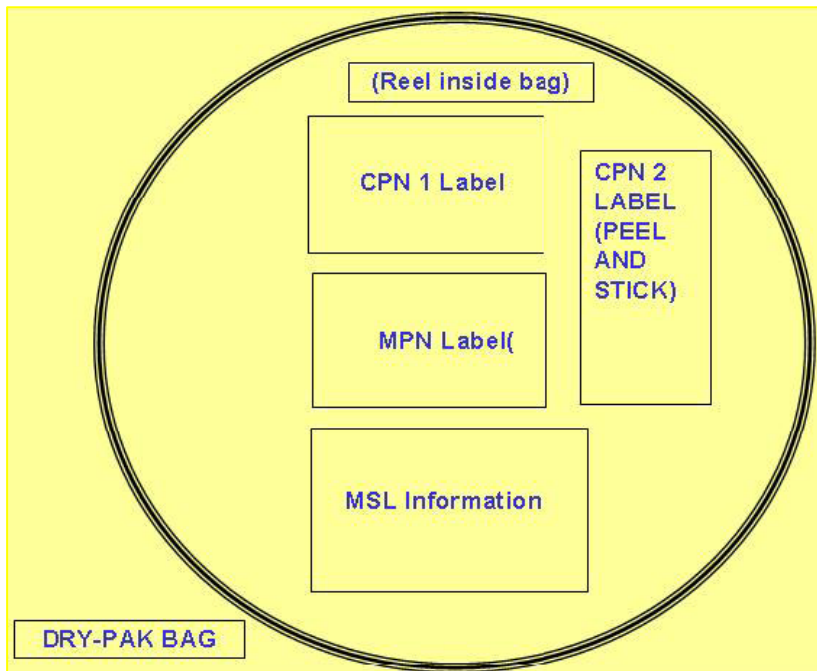 (Reel inside bag)
CPN 1 Label
CPN 2
LABEL
(PEEL
AND
STICK)
MPN Label(
MSL Information
DRY-PAK BAG